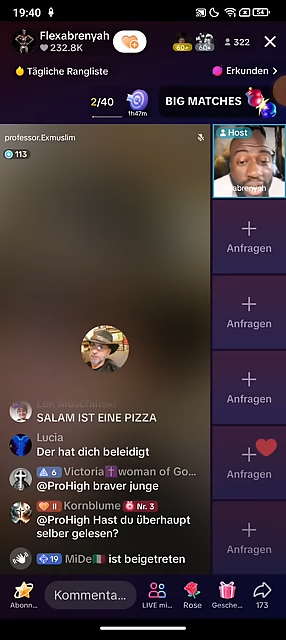 19:40
54
Flexabrenyah
232.8K
60+
60+
322
Tägliche Rangliste
Erkunden >
2/40
1h47m
BIG MATCHES
professor.Exmuslim
113
Host
abrenyah
Anfragen
Anfragen
Anfragen
Anfragen
Anfragen
SALAM IST EINE PIZZA
Lucia
Der hat dich beleidigt
6 Victoria woman of Go...
@ProHigh braver junge
II Kornblume Nr. 3
@ProHigh Hast du überhaupt
selber gelesen?
19 MiDe ist beigetreten
Abonn...
Kommenta...
LIVE mi...
Rose
Gesche...
173